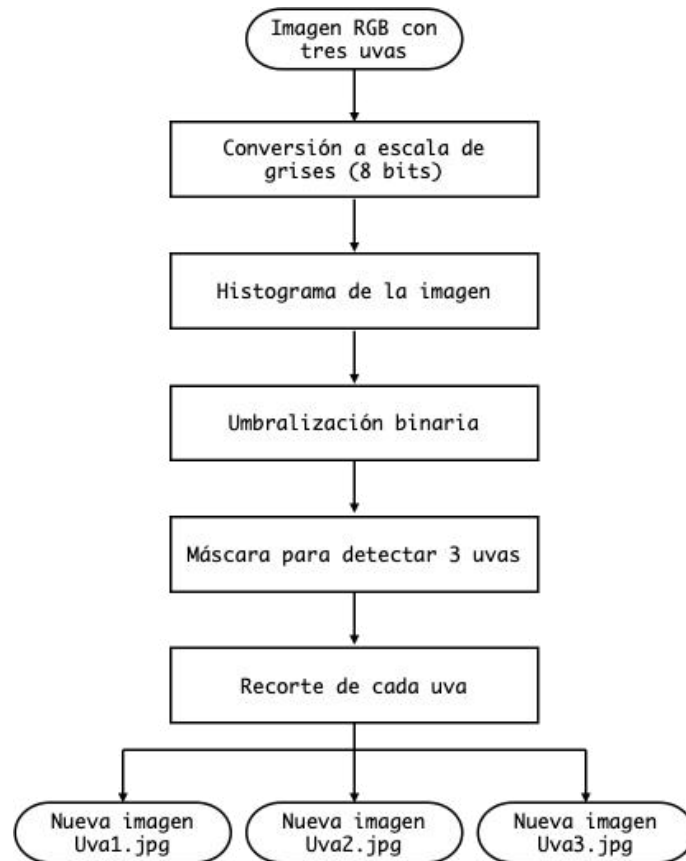 Imagen RGB con
tres uvas
Conversión a escala de
grises (8 bits)
Histograma de la imagen
Umbralización binaria
Máscara para detectar 3 uvas
Recorte de cada uva
Nueva imagen
Uva1.jpg
Nueva imagen
Uva2.jpg
Nueva imagen
Uva3.jpg